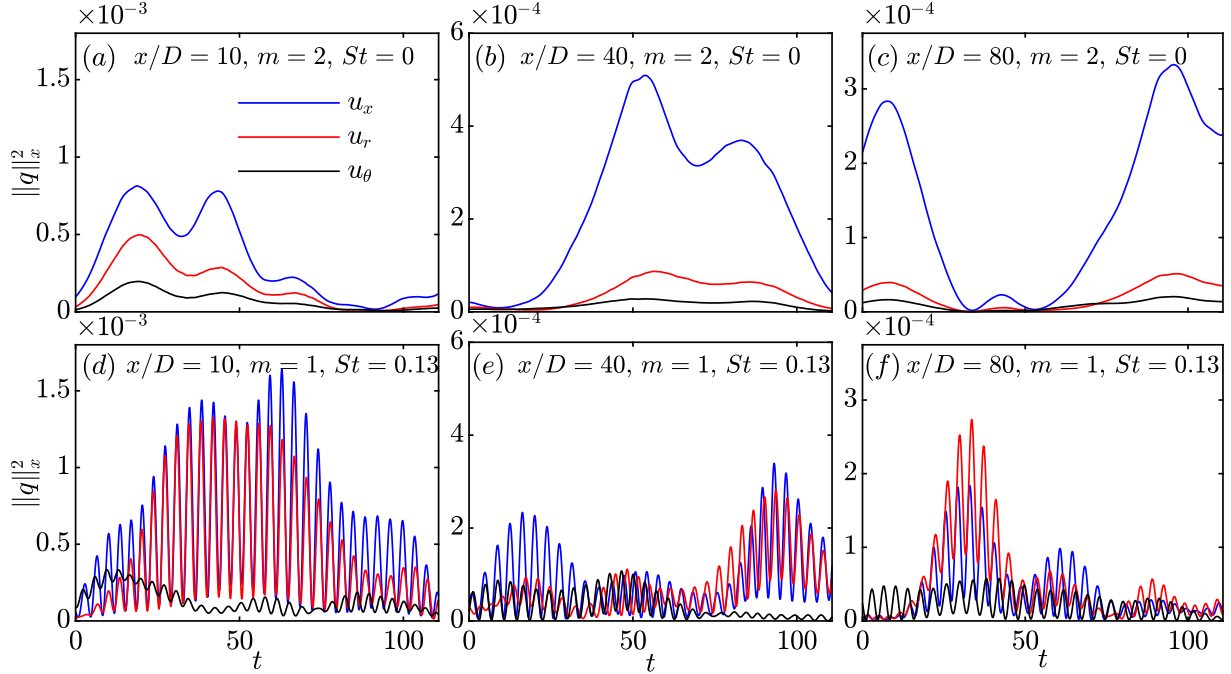 ×10⁻³ ×10⁻⁴ ×10⁻⁴
(a) x/D = 10, m = 2, St = 0
1.5
1
0.5
0
||q||²ₓ
uₓ
uᵣ
u_θ
(b) x/D = 40, m = 2, St = 0
6
4
2
0
(c) x/D = 80, m = 2, St = 0
3
2
1
0
×10⁻³ ×10⁻⁴ ×10⁻⁴
(d) x/D = 10, m = 1, St = 0.13
1.5
1
0.5
0
||q||²ₓ
0 50 100
t
(e) x/D = 40, m = 1, St = 0.13
6
4
2
0
0 50 100
t
(f) x/D = 80, m = 1, St = 0.13
3
2
1
0
0 50 100
t